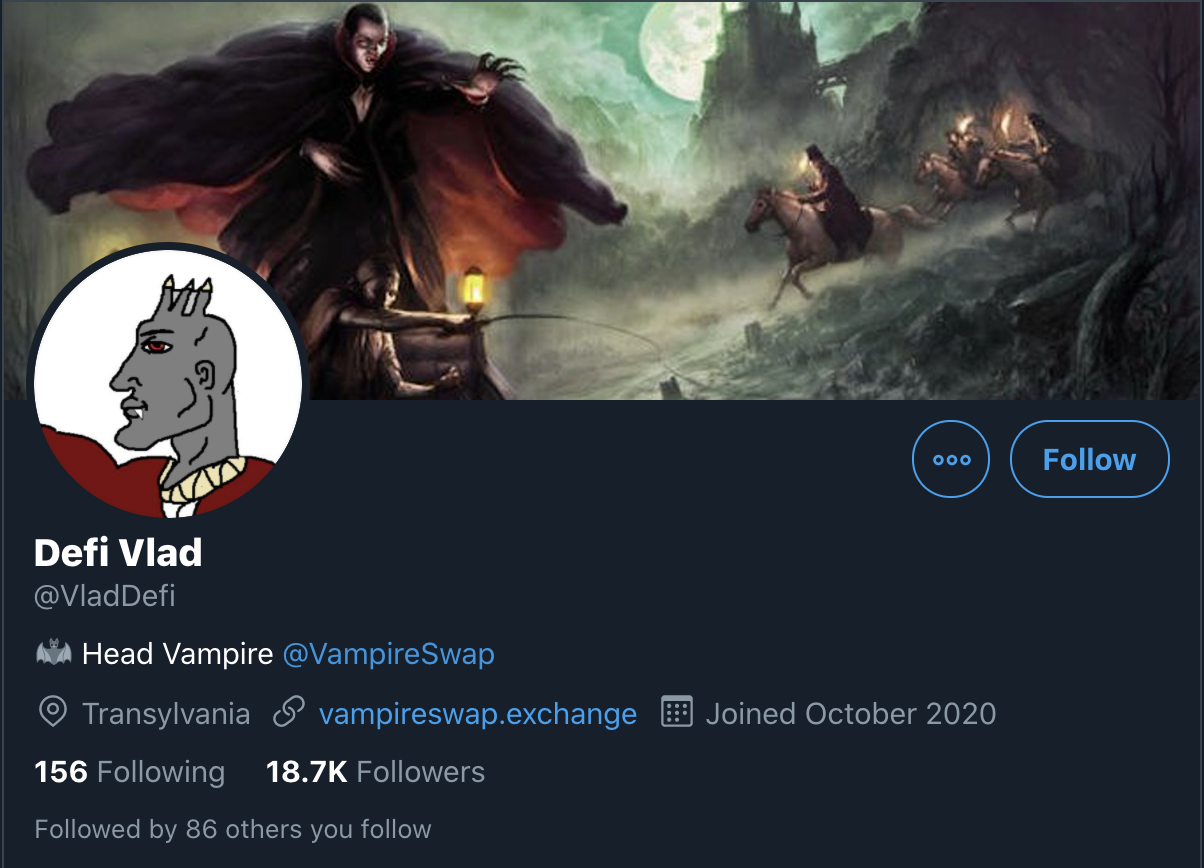 Follow
Defi Vlad
@VladDefi
🦇 Head Vampire @VampireSwap
Transylvania vampireswap.exchange Joined October 2020
156 Following 18.7K Followers
Followed by 86 others you follow